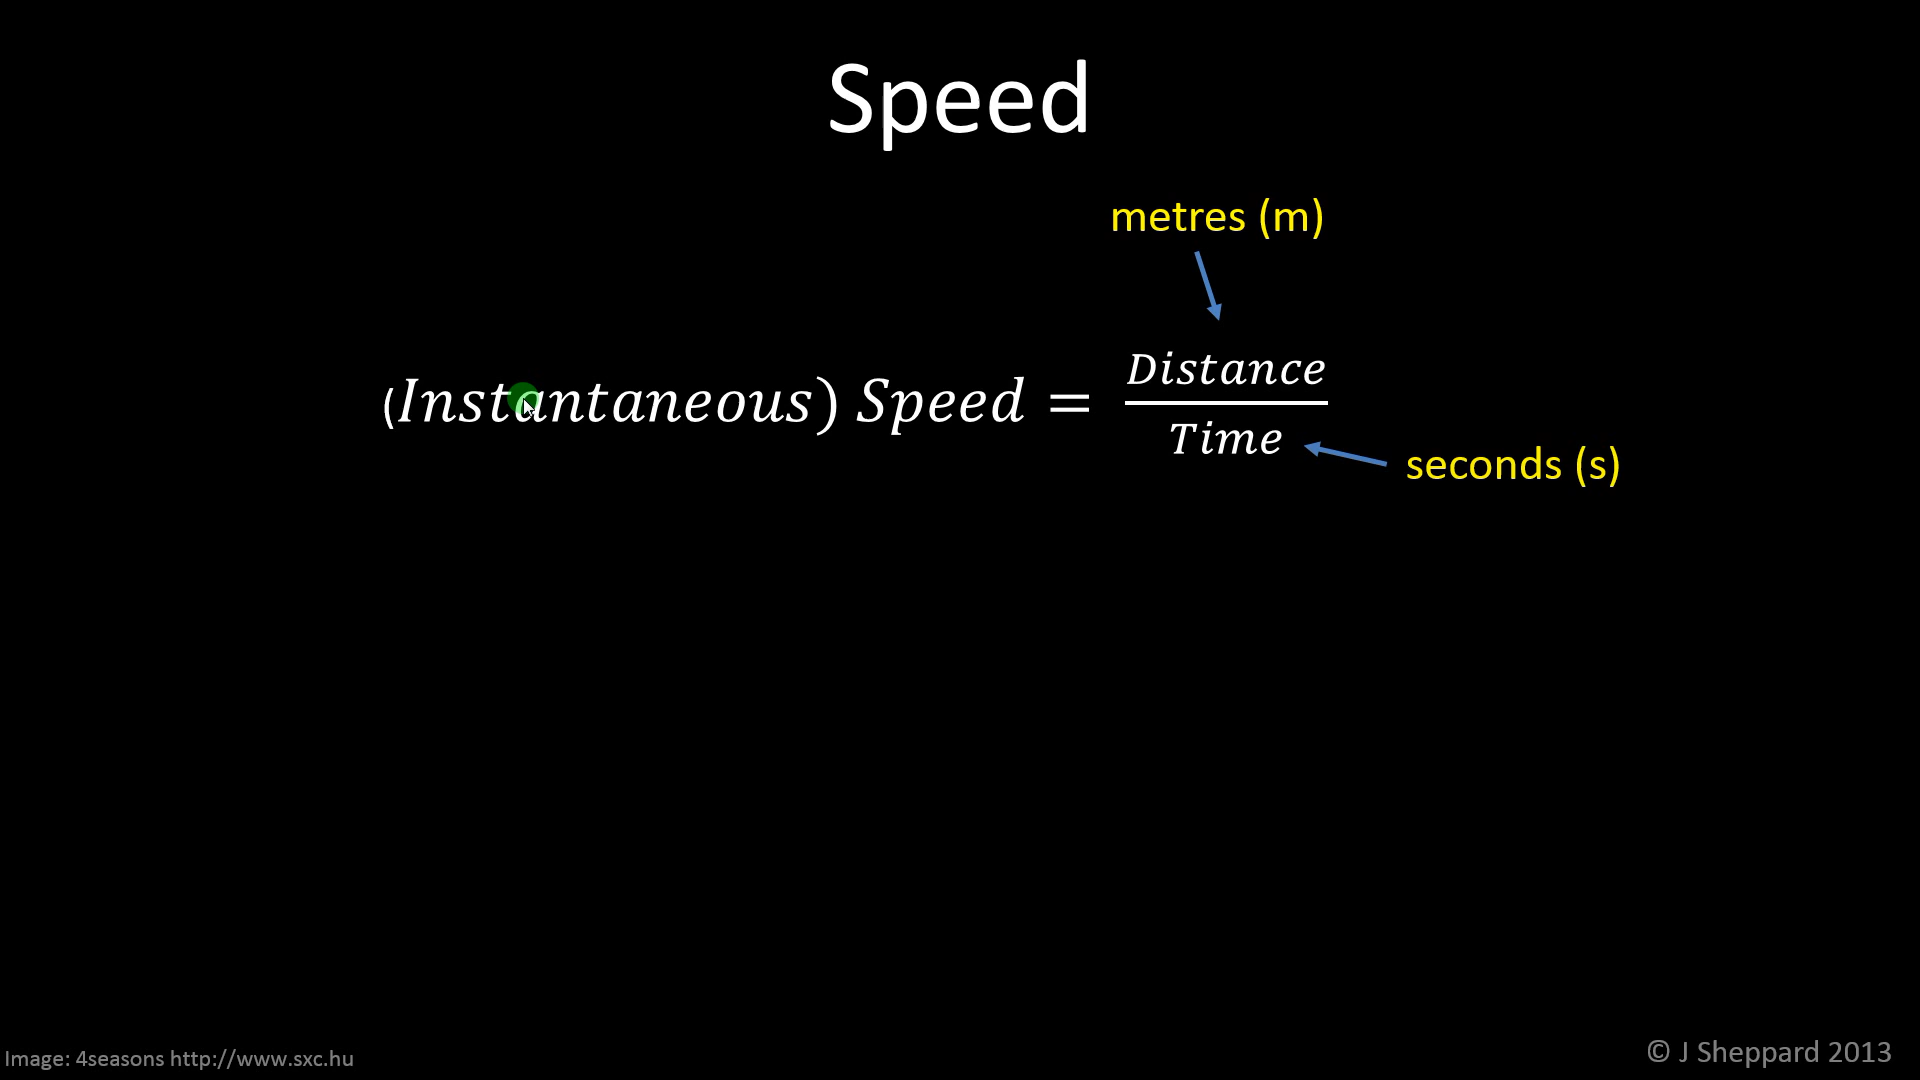 Speed
metres (m)
(Instantaneous) Speed = Distance
Time
seconds (s)
Image: 4seasons http://www.sxc.hu
© J Sheppard 2013